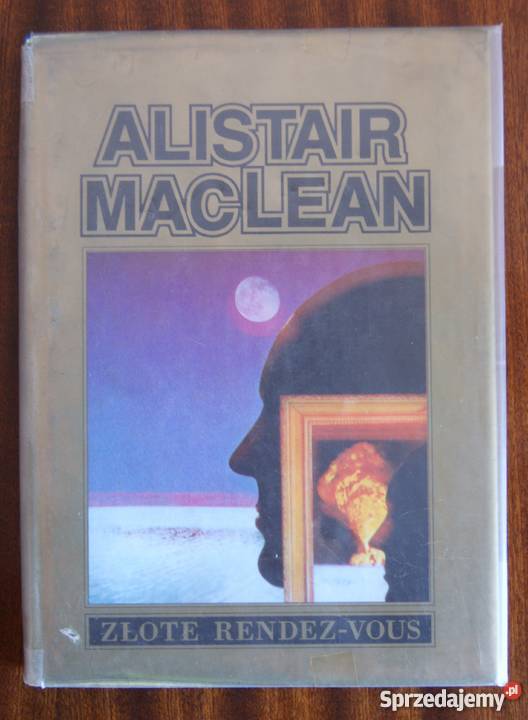 ALISTAIR
MACLEAN
ZŁOTE RENDEZ-VOUS
Sprzedajemy.pl